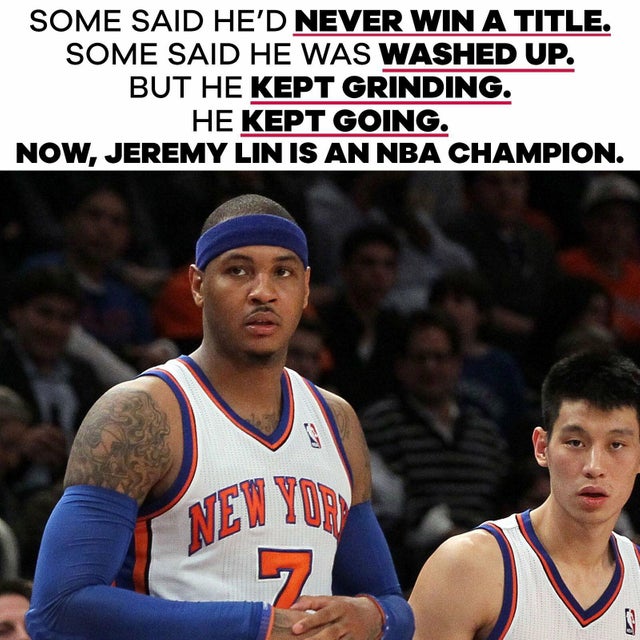 SOME SAID HE'D NEVER WIN A TITLE.
SOME SAID HE WAS WASHED UP.
BUT HE KEPT GRINDING.
HE KEPT GOING.
NOW, JEREMY LIN IS AN NBA CHAMPION.
NEW YORK
7